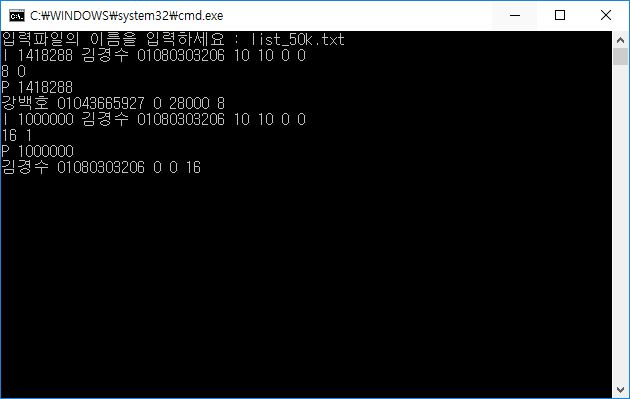 C:\WINDOWS\system32\cmd.exe
입력파일의 이름을 입력하세요 : list_50k.txt
I 1418288 김경수 01080303206 10 10 0 0
8 0
P 1418288
강백호 01043665927 0 28000 8
I 1000000 김경수 01080303206 10 10 0 0
16 1
P 1000000
김경수 01080303206 0 0 16